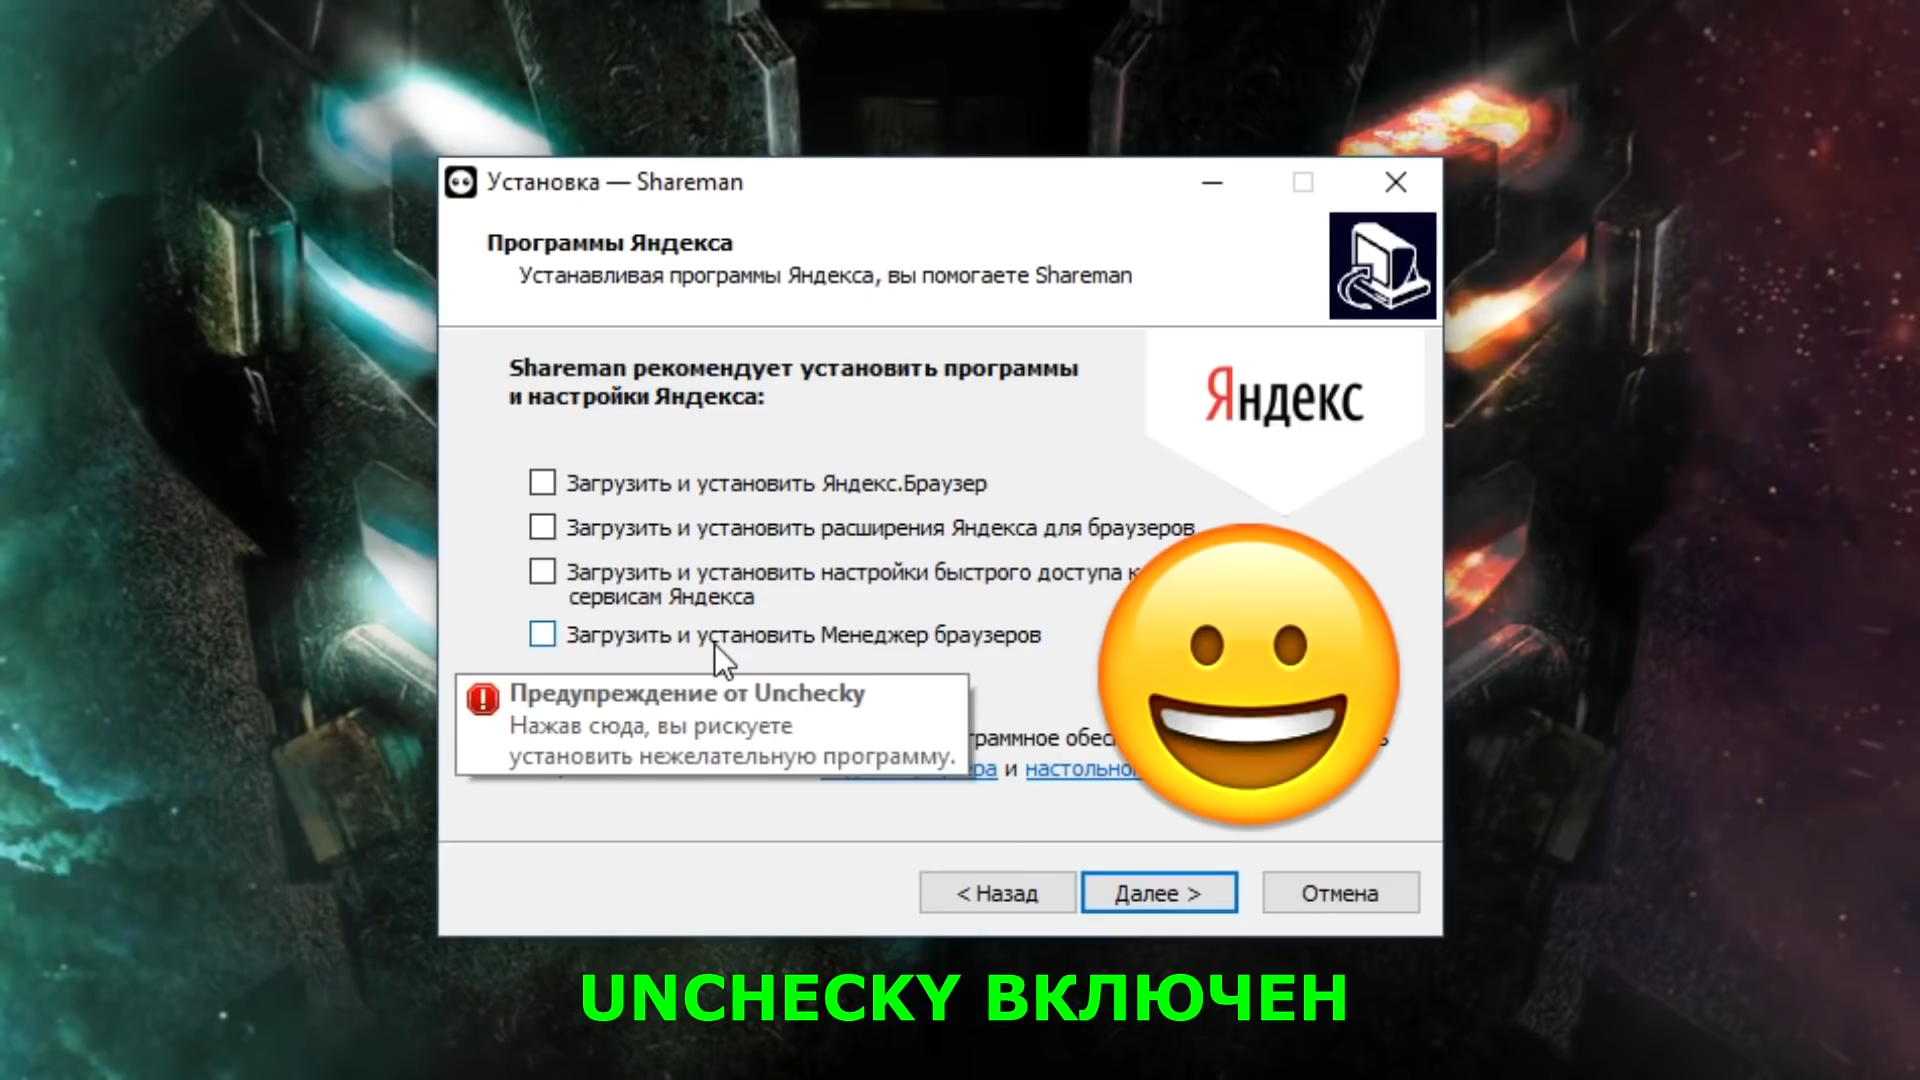 Установка — Shareman
Программы Яндекса
Устанавливая программы Яндекса, вы помогаете Shareman
Shareman рекомендует установить программы
и настройки Яндекса:
Яндекс
Загрузить и установить Яндекс.Браузер
Загрузить и установить расширения Яндекса для браузеров
Загрузить и установить настройки быстрого доступа к
сервисам Яндекса
Загрузить и установить Менеджер браузеров
Предупреждение от Unchecky
Нажав сюда, вы рискуете
установить нежелательную программу.
и
< Назад
Далее >
Отмена
UNCHECKY ВКЛЮЧЕН